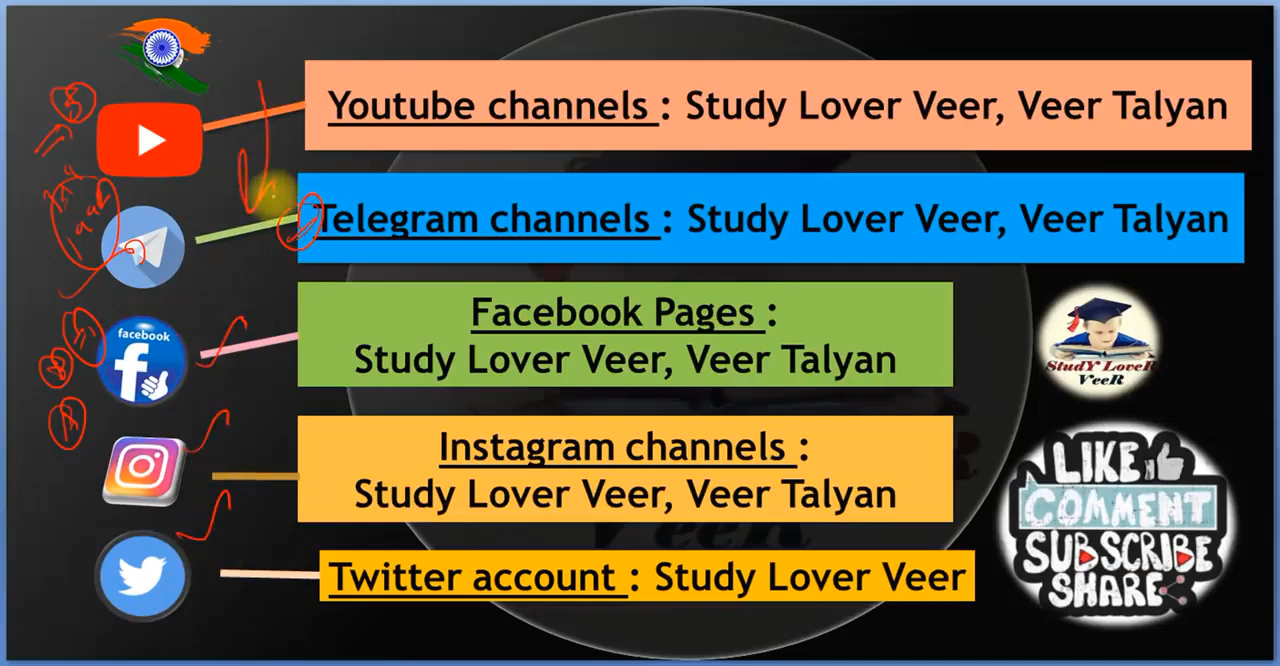 Youtube channels : Study Lover Veer, Veer Talyan
Telegram channels : Study Lover Veer, Veer Talyan
facebook
Facebook Pages :
Study Lover Veer, Veer Talyan
StudY LoveR
VeeR
Instagram channels :
Study Lover Veer, Veer Talyan
LIKE
COMMENT
SUBSCRIBE
SHARE
VeeR
Twitter account : Study Lover Veer